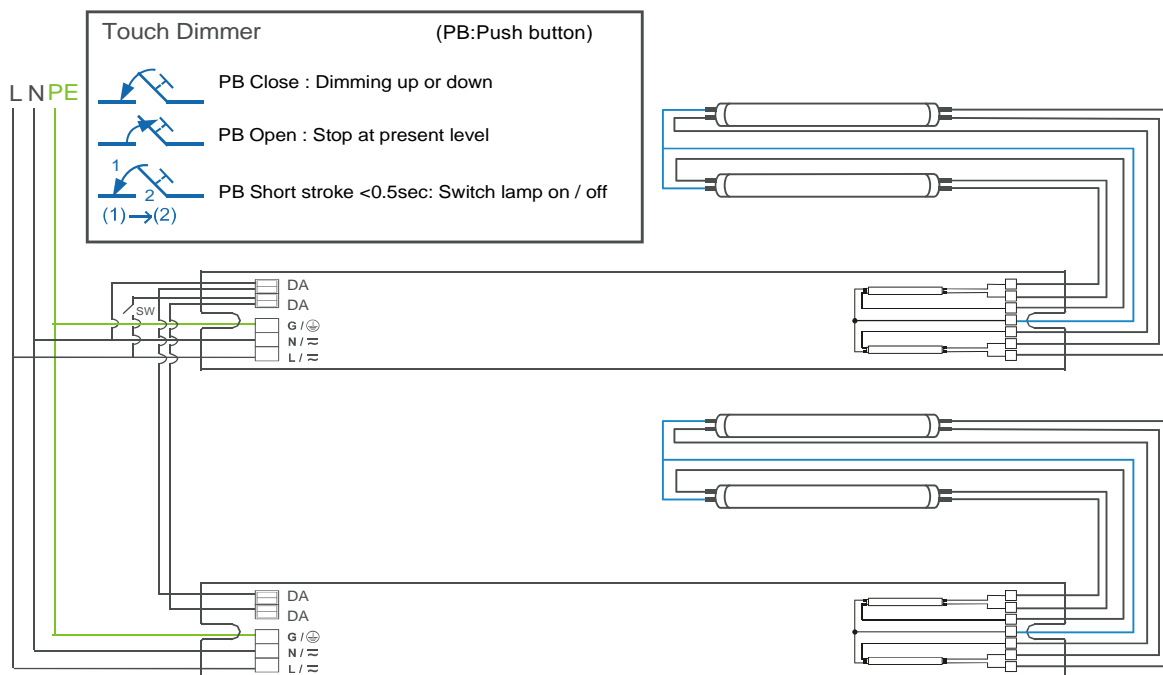 Touch Dimmer (PB:Push button)
PB Close : Dimming up or down
PB Open : Stop at present level
1
2
PB Short stroke <0.5sec: Switch lamp on / off
(1)→(2)
L N PE
DA
SW
DA
G / ⏚
N / ⎓
L / ⎓
DA
DA
G / ⏚
N / ⎓
L / ⎓